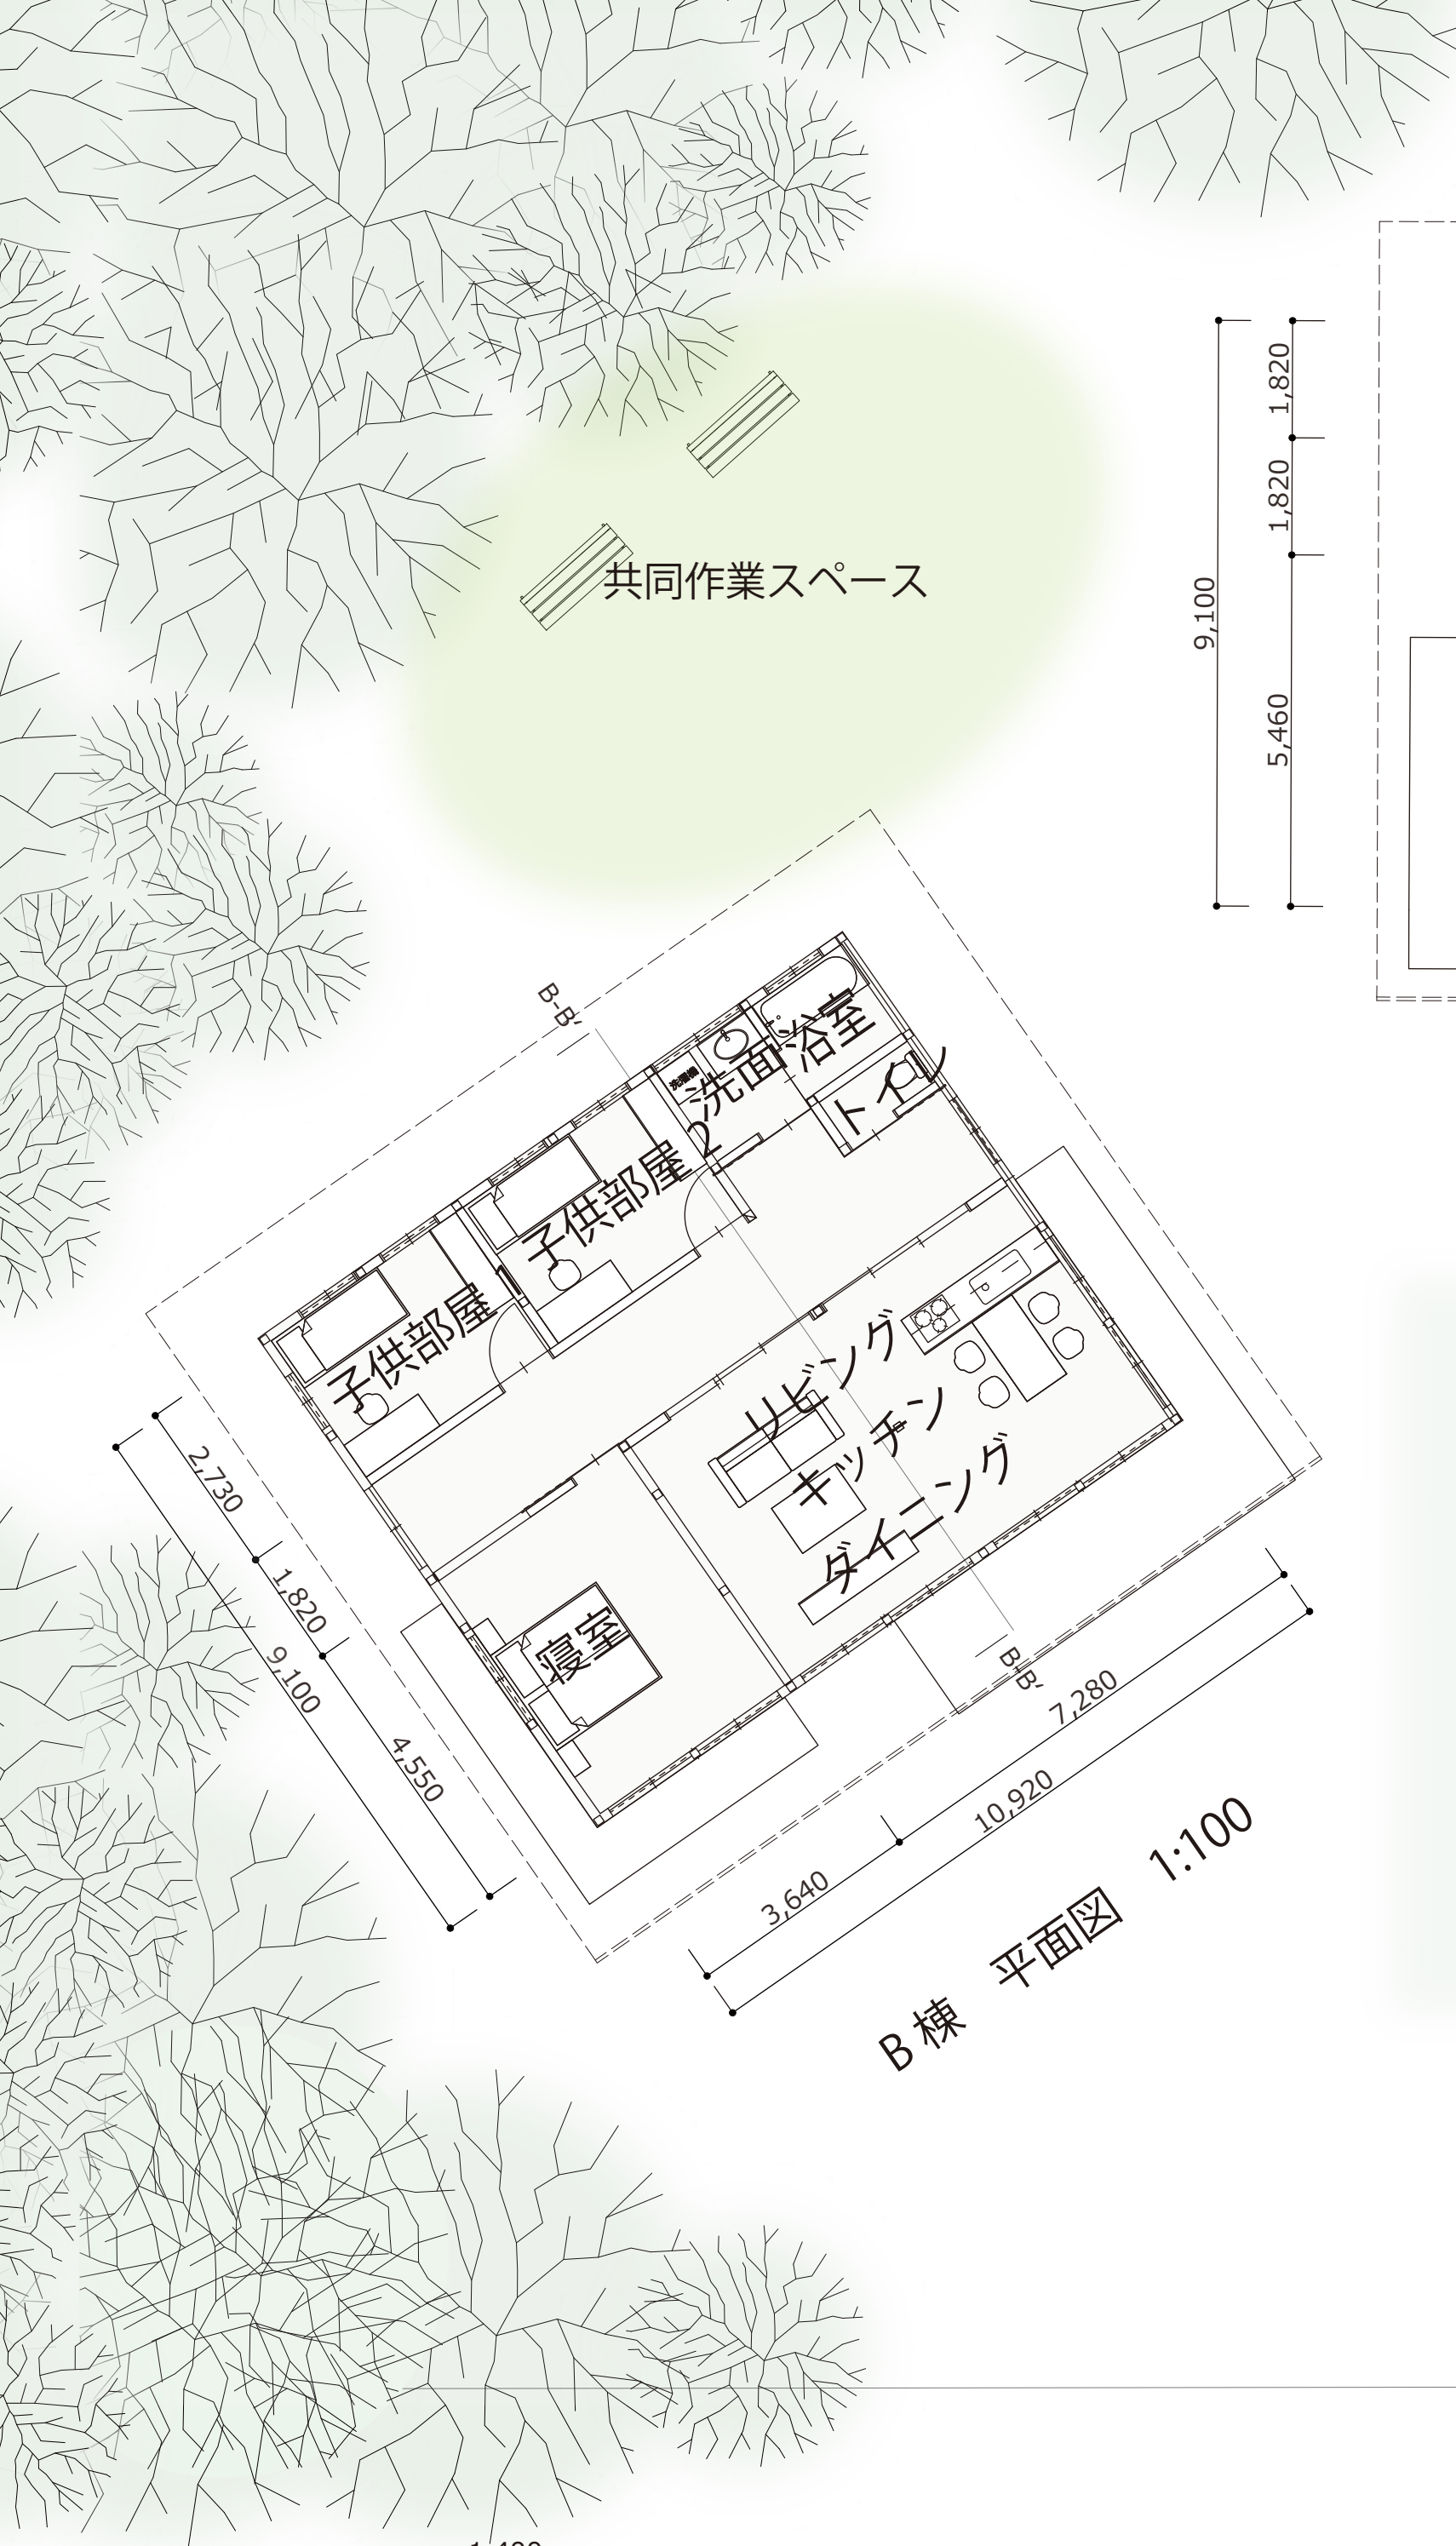 共同作業スペース
1,820
1,820
9,100
5,460
B-B'
浴室
洗面
洗濯機
トイレ
子供部屋 2
子供部屋 1
リビング
キッチン
ダイニング
寝室
2,730
1,820
9,100
4,550
B-B'
7,280
10,920
3,640
B 棟　平面図　1:100